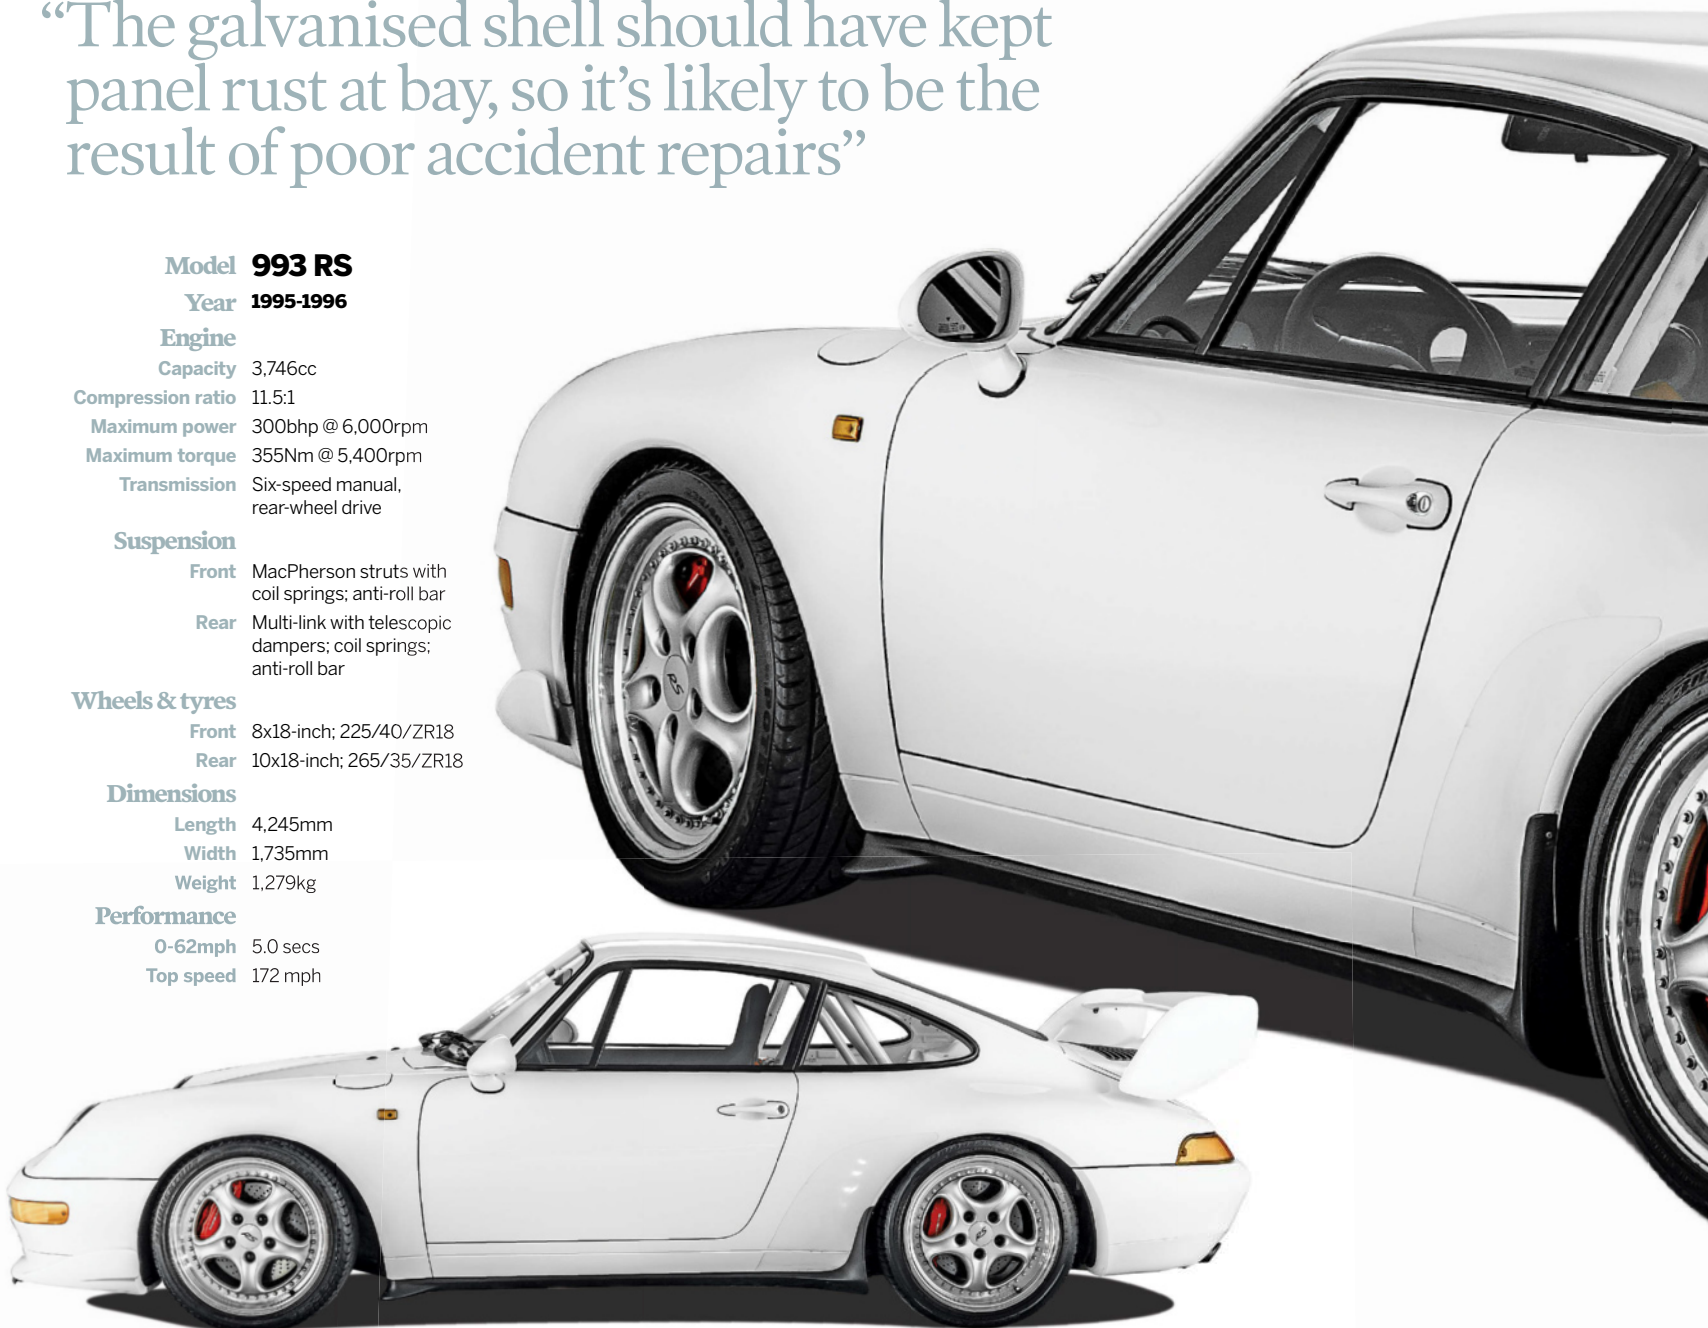 “The galvanised shell should have kept
panel rust at bay, so it’s likely to be the
result of poor accident repairs”
Model 993 RS
Year 1995-1996
Engine
Capacity 3,746cc
Compression ratio 11.5:1
Maximum power 300bhp @ 6,000rpm
Maximum torque 355Nm @ 5,400rpm
Transmission Six-speed manual,
rear-wheel drive
Suspension
Front MacPherson struts with
coil springs; anti-roll bar
Rear Multi-link with telescopic
dampers; coil springs;
anti-roll bar
Wheels & tyres
Front 8x18-inch; 225/40/ZR18
Rear 10x18-inch; 265/35/ZR18
Dimensions
Length 4,245mm
Width 1,735mm
Weight 1,279kg
Performance
0-62mph 5.0 secs
Top speed 172 mph
RS
RS
RS